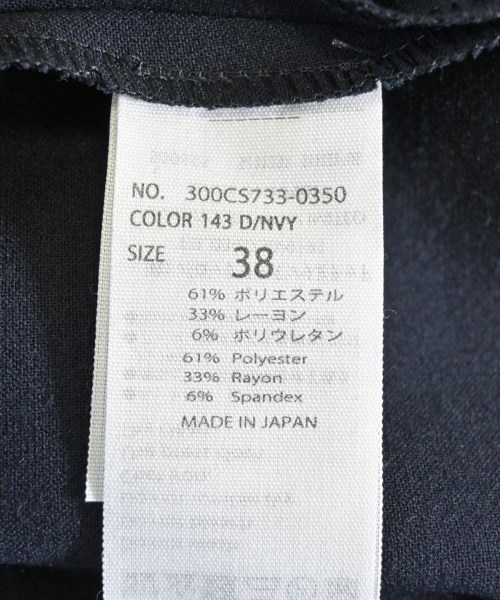 NO. 300CS733-0350
COLOR 143 D/NVY
SIZE 38
61% ポリエステル
33% レーヨン
6% ポリウレタン
61% Polyester
33% Rayon
6% Spandex
MADE IN JAPAN